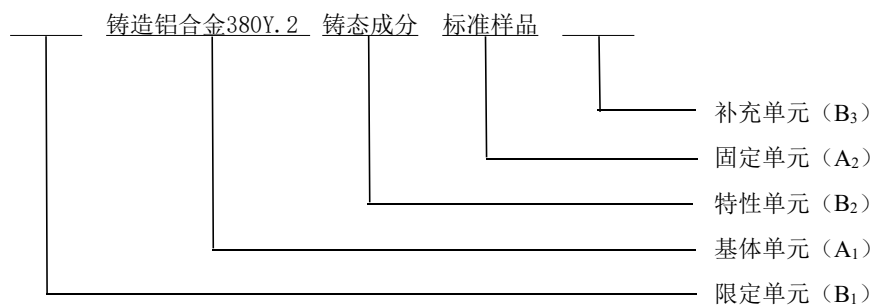 铸造铝合金380Y.2 铸态成分 标准样品
补充单元（B₃）
固定单元（A₂）
特性单元（B₂）
基体单元（A₁）
限定单元（B₁）